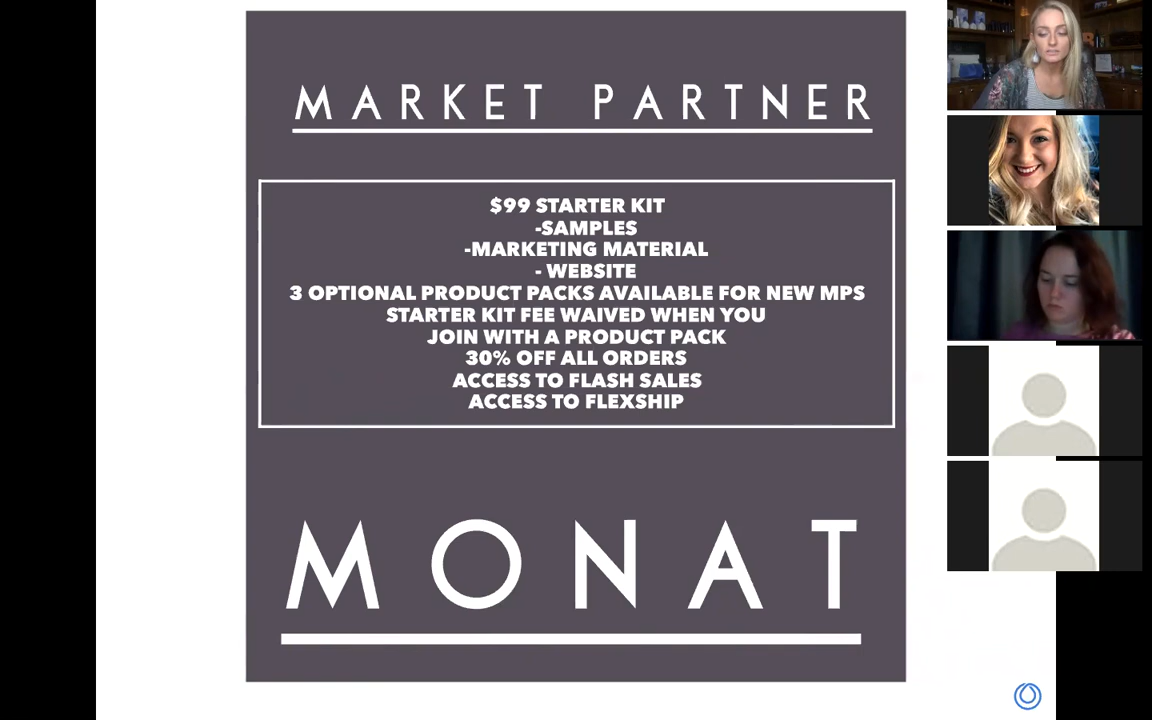 MARKET PARTNER
$99 STARTER KIT
-SAMPLES
-MARKETING MATERIAL
- WEBSITE
3 OPTIONAL PRODUCT PACKS AVAILABLE FOR NEW MPS
STARTER KIT FEE WAIVED WHEN YOU
JOIN WITH A PRODUCT PACK
30% OFF ALL ORDERS
ACCESS TO FLASH SALES
ACCESS TO FLEXSHIP
MONAT